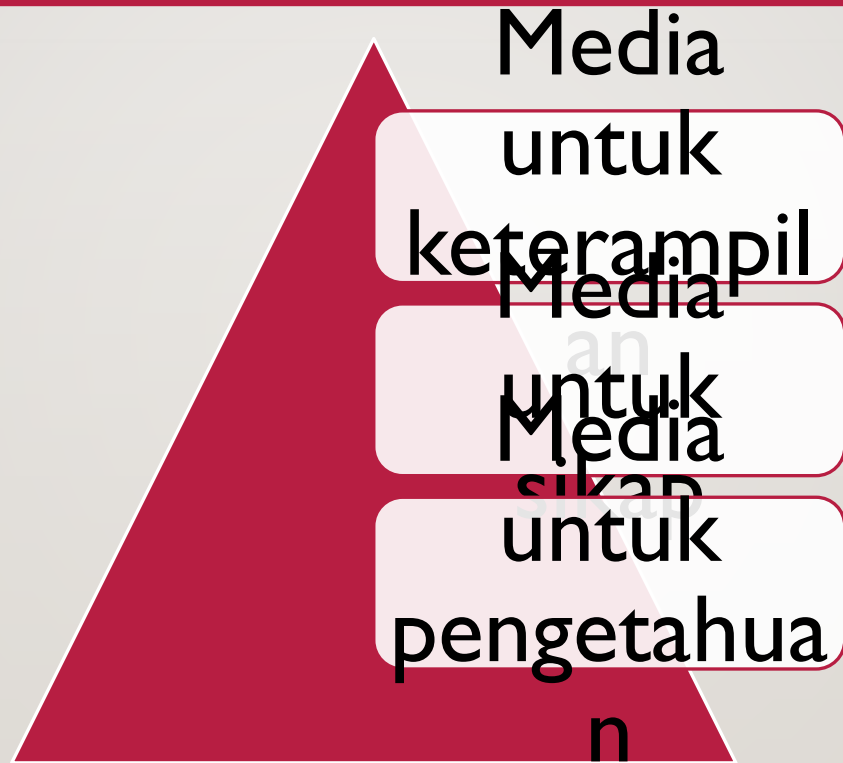 Media
untuk
keterampil
an
Media
untuk
sikap
Media
untuk
pengetahua
n